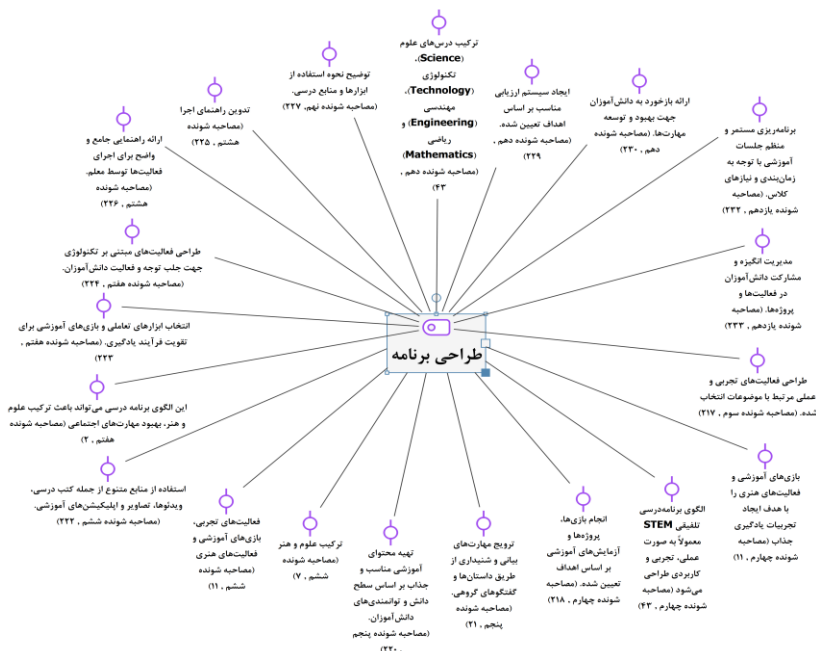 ترکیب درس‌های علوم
(Science)،
تکنولوژی
(Technology)،
مهندسی
(Engineering) و
ریاضی
(Mathematics)
(مصاحبه شونده دهم ,
۴۳)
توضیح نحوه استفاده از
ابزارها و منابع درسی.
(مصاحبه شونده نهم, ۲۲۷)
ایجاد سیستم ارزیابی
مناسب بر اساس
اهداف تعیین شده.
(مصاحبه شونده دهم ,
۲۲۹)
ارائه بازخورد به دانش‌آموزان
جهت بهبود و توسعه
مهارت‌ها. (مصاحبه شونده
دهم , ۲۳۰)
تدوین راهنمای اجرا
(مصاحبه شونده
هشتم , ۲۲۵)
ارائه راهنمایی جامع و
واضح برای اجرای
فعالیت‌ها توسط معلم.
(مصاحبه شونده
هشتم , ۲۲۶)
برنامه‌ریزی مستمر و
منظم جلسات
آموزشی با توجه به
زمان‌بندی و نیازهای
کلاس. (مصاحبه
شونده یازدهم , ۲۳۲)
مدیریت انگیزه و
مشارکت دانش‌آموزان
در فعالیت‌ها و
پروژه‌ها. (مصاحبه
شونده یازدهم , ۲۳۳)
طراحی فعالیت‌های مبتنی بر تکنولوژی
جهت جلب توجه و فعالیت دانش‌آموزان.
(مصاحبه شونده هفتم , ۲۲۴)
انتخاب ابزارهای تعاملی و بازی‌های آموزشی برای
تقویت فرآیند یادگیری. (مصاحبه شونده هفتم ,
۲۲۳)
طراحی برنامه
طراحی فعالیت‌های تجربی و
عملی مرتبط با موضوعات انتخاب
شده. (مصاحبه شونده سوم , ۲۱۷)
این الگوی برنامه درسی می‌تواند باعث ترکیب علوم
و هنر، بهبود مهارت‌های اجتماعی (مصاحبه شونده
هفتم , ۲)
استفاده از منابع متنوع از جمله کتب درسی،
ویدئوها، تصاویر و اپلیکیشن‌های آموزشی.
(مصاحبه شونده ششم , ۲۲۲)
بازی‌های آموزشی و
فعالیت‌های هنری را
با هدف ایجاد
تجربیات یادگیری
جذاب (مصاحبه
شونده چهارم , ۱۱)
فعالیت‌های تجربی،
بازی‌های آموزشی و
فعالیت‌های هنری
(مصاحبه شونده
ششم , ۱۱)
ترکیب علوم و هنر
(مصاحبه شونده
ششم , ۷)
تهیه محتوای
آموزشی مناسب و
جذاب بر اساس سطح
دانش و توانمندی‌های
دانش‌آموزان.
(مصاحبه شونده پنجم
, ۲۲۰)
ترویج مهارت‌های
بیانی و شنیداری از
طریق داستان‌ها و
گفتگوهای گروهی.
(مصاحبه شونده
پنجم , ۲۱)
انجام بازی‌ها،
پروژه‌ها و
آزمایش‌های آموزشی
بر اساس اهداف
تعیین شده. (مصاحبه
شونده چهارم , ۲۱۸)
الگوی برنامه‌درسی
تلفیقی STEM
معمولاً به صورت
عملی، تجربی و
کاربردی طراحی
می‌شود (مصاحبه
شونده چهارم , ۴۳)